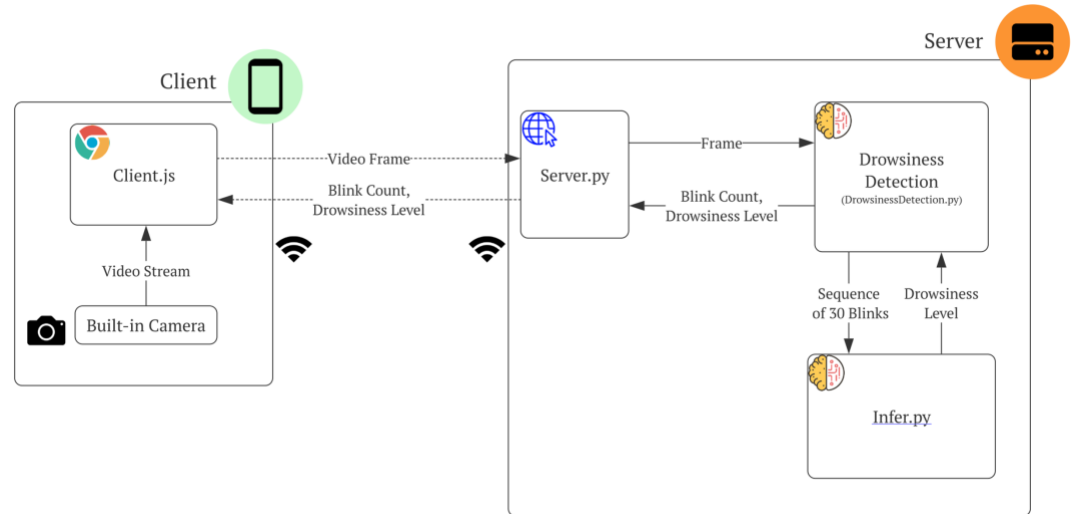 Server
Client
Client.js
Video Frame
Blink Count,
Drowsiness Level
Video Stream
Built-in Camera
Server.py
Frame
Blink Count,
Drowsiness Level
Drowsiness
Detection
(DrowsinessDetection.py)
Sequence
of 30 Blinks
Drowsiness
Level
Infer.py